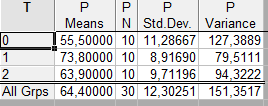 T P P P P
Means N Std.Dev. Variance
0 55,50000 10 11,28667 127,3889
1 73,80000 10 8,91690 79,5111
2 63,90000 10 9,71196 94,3222
All Grps 64,40000 30 12,30251 151,3517